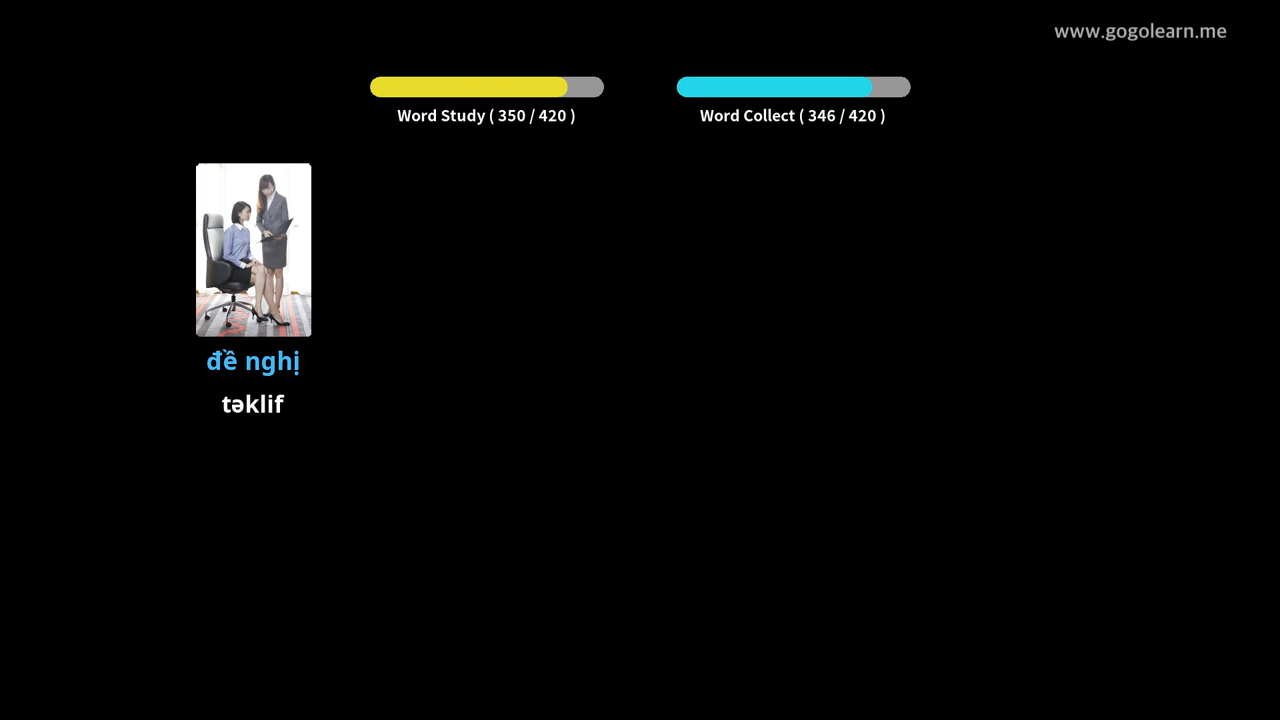 www.gogolearn.me
Word Study ( 350 / 420 )
Word Collect ( 346 / 420 )
đề nghị
təklif